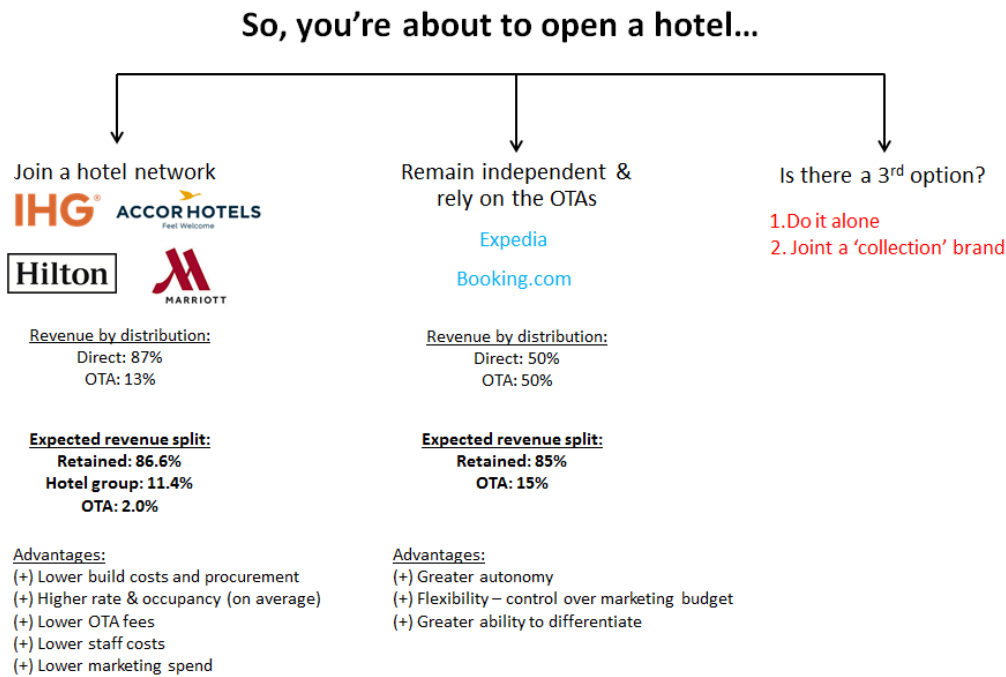 So, you're about to open a hotel...
Join a hotel network
IHG®
ACCORHOTELS
Feel Welcome
Hilton
MARRIOTT
Revenue by distribution:
Direct: 87%
OTA: 13%
Expected revenue split:
Retained: 86.6%
Hotel group: 11.4%
OTA: 2.0%
Advantages:
(+) Lower build costs and procurement
(+) Higher rate & occupancy (on average)
(+) Lower OTA fees
(+) Lower staff costs
(+) Lower marketing spend
Remain independent &
rely on the OTAs
Expedia
Booking.com
Revenue by distribution:
Direct: 50%
OTA: 50%
Expected revenue split:
Retained: 85%
OTA: 15%
Advantages:
(+) Greater autonomy
(+) Flexibility – control over marketing budget
(+) Greater ability to differentiate
Is there a 3rd option?
1.Do it alone
2. Joint a 'collection' brand